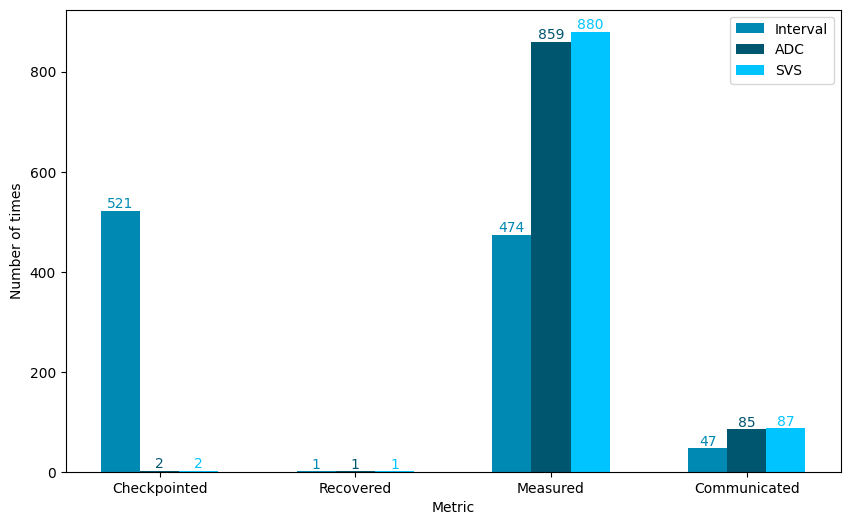 Interval
ADC
SVS
Number of times
800
600
400
200
0
521
2
2
1
1
1
474
859
880
47
85
87
Checkpointed
Recovered
Measured
Communicated
Metric